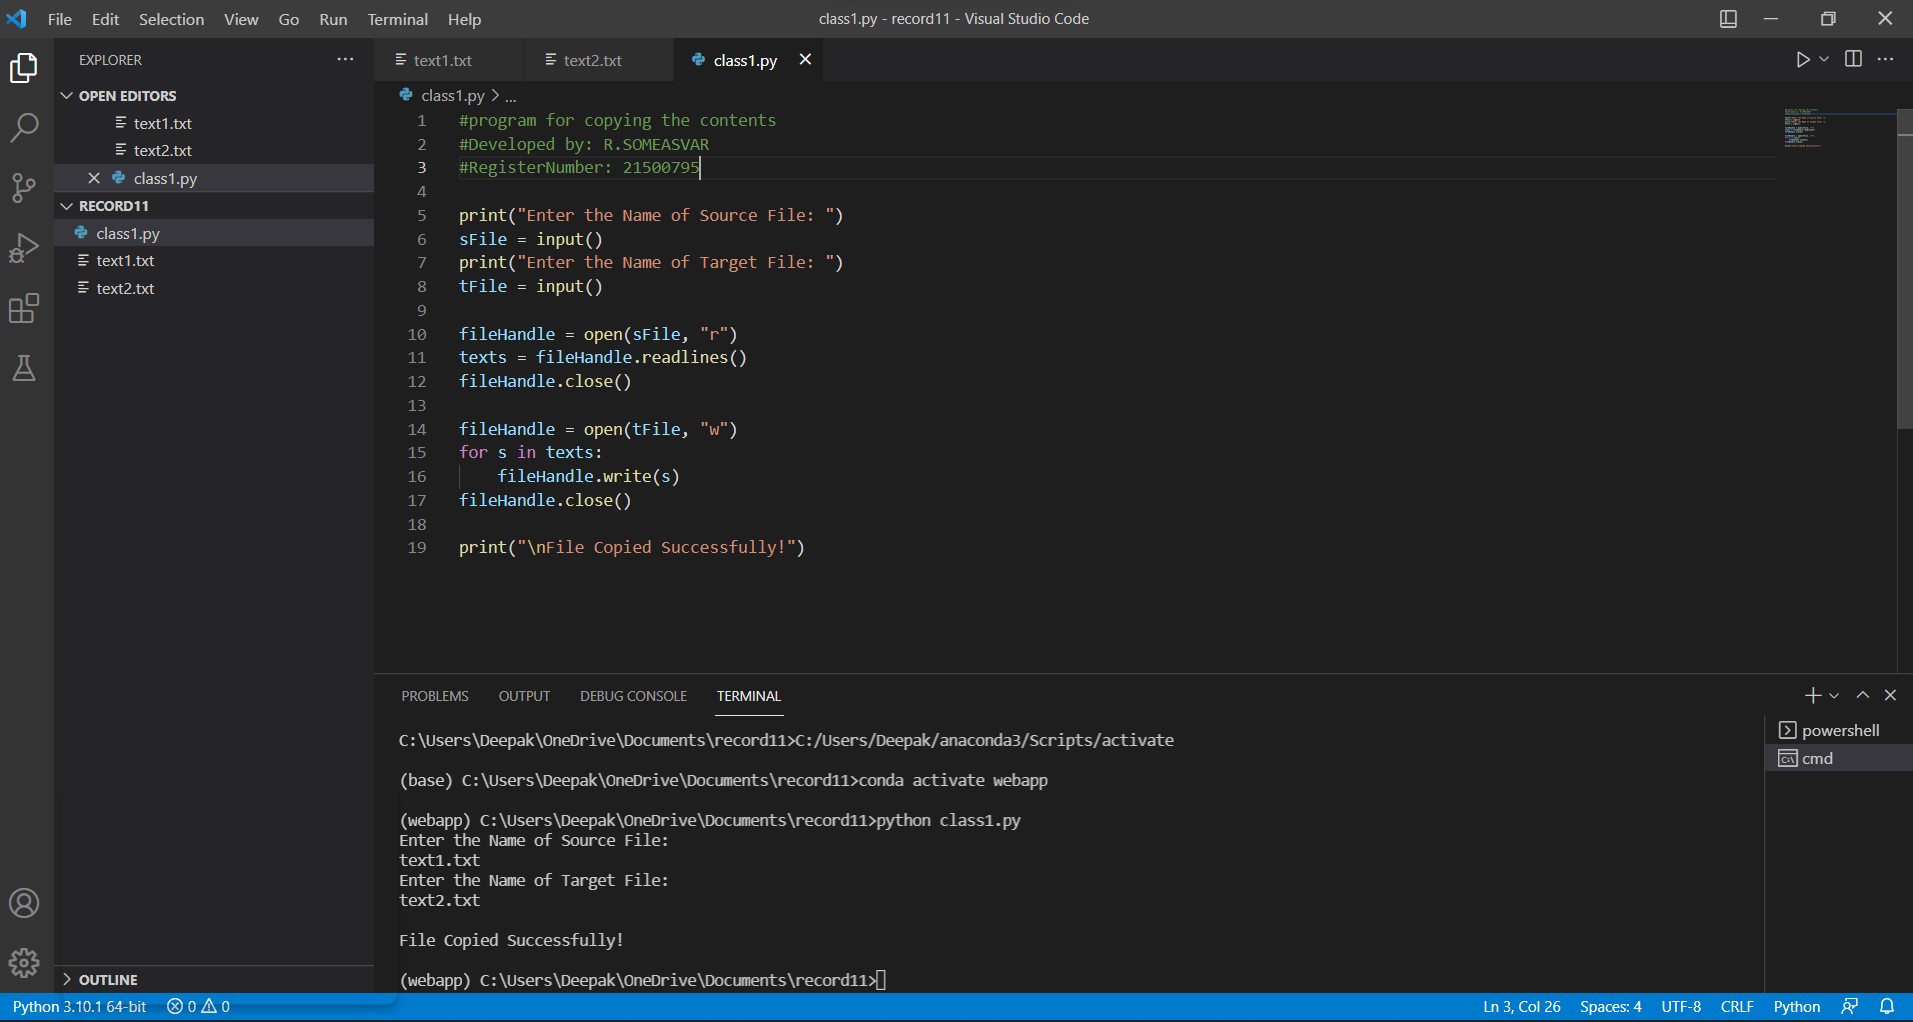 File Edit Selection View Go Run Terminal Help
class1.py - record11 - Visual Studio Code
EXPLORER
OPEN EDITORS
text1.txt
text2.txt
class1.py
RECORD11
class1.py
text1.txt
text2.txt
OUTLINE
text1.txt text2.txt class1.py
class1.py > ...
1 #program for copying the contents
2 #Developed by: R.SOMEASVAR
3 #RegisterNumber: 21500795
4
5 print("Enter the Name of Source File: ")
6 sFile = input()
7 print("Enter the Name of Target File: ")
8 tFile = input()
9
10 fileHandle = open(sFile, "r")
11 texts = fileHandle.readlines()
12 fileHandle.close()
13
14 fileHandle = open(tFile, "w")
15 for s in texts:
16     fileHandle.write(s)
17 fileHandle.close()
18
19 print("\nFile Copied Successfully!")
PROBLEMS OUTPUT DEBUG CONSOLE TERMINAL
C:\Users\Deepak\OneDrive\Documents\record11>C:/Users/Deepak/anaconda3/Scripts/activate
(base) C:\Users\Deepak\OneDrive\Documents\record11>conda activate webapp
(webapp) C:\Users\Deepak\OneDrive\Documents\record11>python class1.py
Enter the Name of Source File:
text1.txt
Enter the Name of Target File:
text2.txt
File Copied Successfully!
(webapp) C:\Users\Deepak\OneDrive\Documents\record11>
powershell
cmd
Python 3.10.1 64-bit 0 0
Ln 3, Col 26 Spaces: 4 UTF-8 CRLF Python